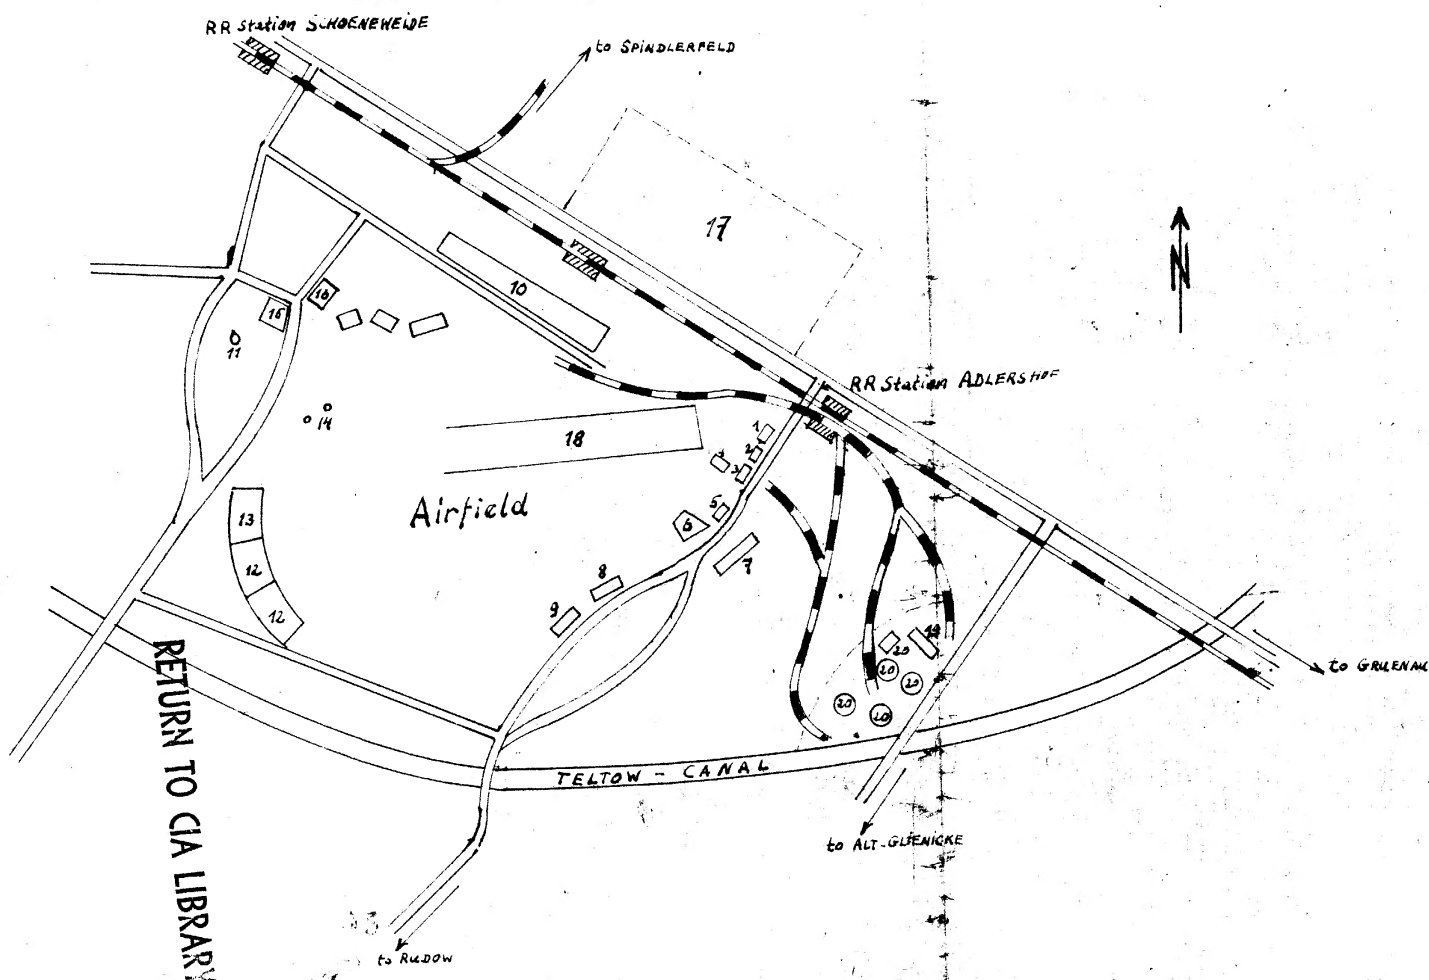 RR Station SCHOENEWEIDE
to SPINDLERFELD
17
N
10
16
15
11
14
RR Station ADLERSHOF
18
1
2
3
4
5
6
7
8
9
Airfield
13
12
12
19
20
20
20
20
20
to GRUENAU
TELTOW - CANAL
to ALT-GLIENICKE
to RUDOW
RETURN TO CIA LIBRARY